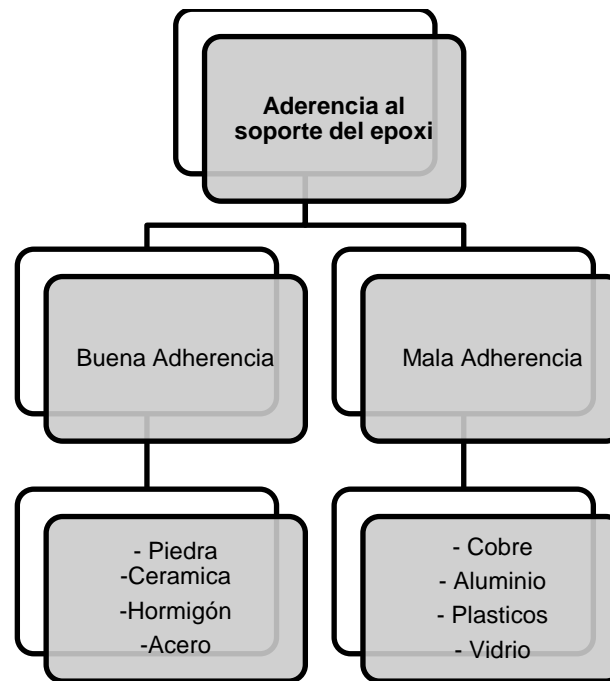 Aderencia al
soporte del epoxi
Buena Adherencia
Mala Adherencia
- Piedra
-Ceramica
-Hormigón
-Acero
- Cobre
- Aluminio
- Plasticos
- Vidrio